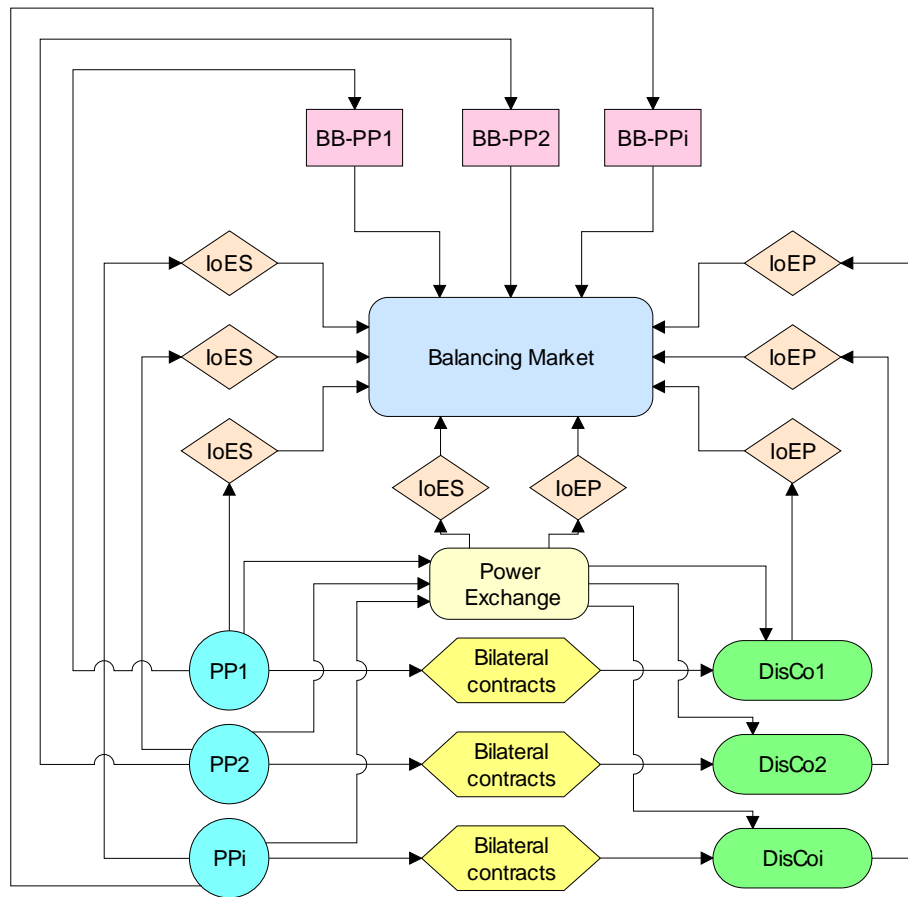 BB-PP1
BB-PP2
BB-PPi
IoES
IoEP
Balancing Market
IoES
IoEP
IoES
IoEP
IoES
IoEP
Power
Exchange
PP1
Bilateral
contracts
DisCo1
PP2
Bilateral
contracts
DisCo2
PPi
Bilateral
contracts
DisCoi